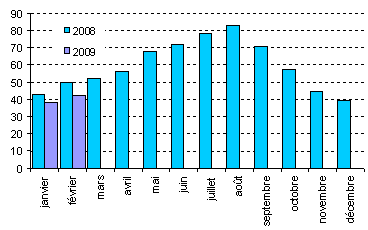 90
80
70
60
50
40
30
20
10
0
2008
2009
janvier
février
mars
avril
mai
juin
juillet
août
septembre
octobre
novembre
décembre